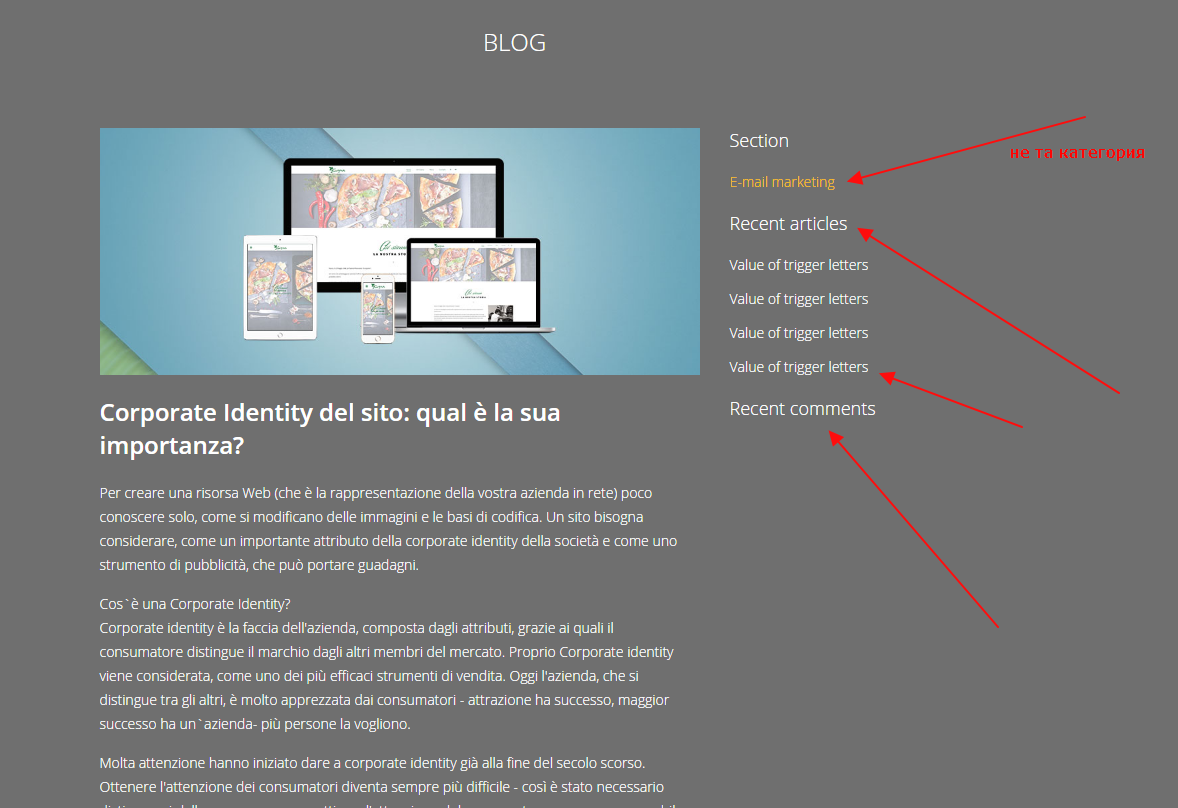 BLOG
Corporate Identity del sito: qual è la sua
importanza?
Per creare una risorsa Web (che è la rappresentazione della vostra azienda in rete) poco
conoscere solo, come si modificano delle immagini e le basi di codifica. Un sito bisogna
considerare, come un importante attributo della corporate identity della società e come uno
strumento di pubblicità, che può portare guadagni.
Cos`è una Corporate Identity?
Corporate identity è la faccia dell'azienda, composta dagli attributi, grazie ai quali il
consumatore distingue il marchio dagli altri membri del mercato. Proprio Corporate identity
viene considerata, come uno dei più efficaci strumenti di vendita. Oggi l'azienda, che si
distingue tra gli altri, è molto apprezzata dai consumatori - attrazione ha successo, maggior
successo ha un`azienda- più persone la vogliono.
Molta attenzione hanno iniziato dare a corporate identity già alla fine del secolo scorso.
Ottenere l'attenzione dei consumatori diventa sempre più difficile - così è stato necessario
Section
не та категория
E-mail marketing
Recent articles
Value of trigger letters
Value of trigger letters
Value of trigger letters
Value of trigger letters
Recent comments